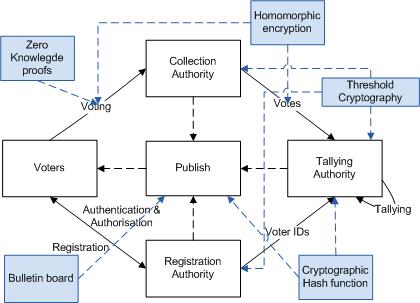 Homomorphic
encryption
Zero
Knowlegde
proofs
Collection
Authority
Threshold
Cryptography
Voting
Votes
Voters
Publish
Tallying
Authority
Authentication &
Authorisation
Tallying
Registration
Voter IDs
Bulletin board
Registration
Authority
Cryptographic
Hash function